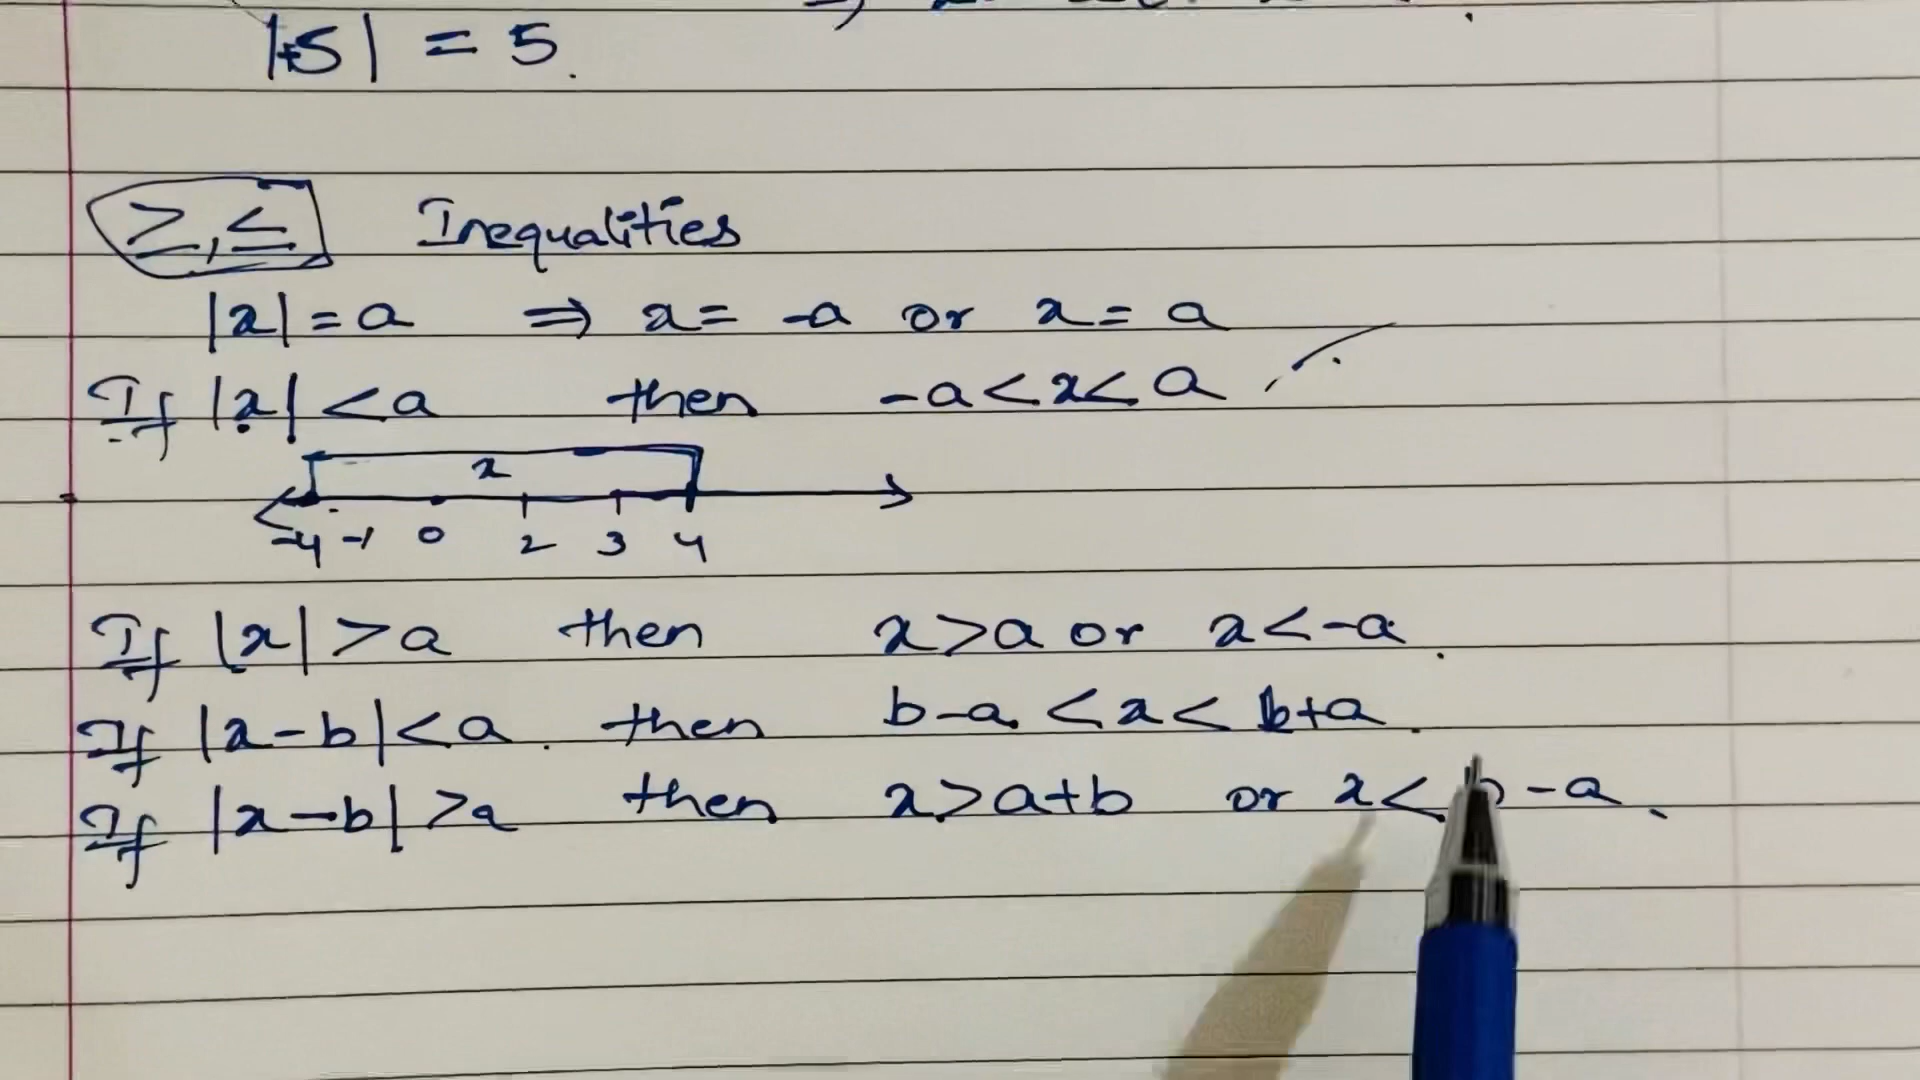 |+5| = 5.
≥, ≤ Inequalities
|x| = a ⇒ x = -a or x = a
If |x| < a then -a < x < a
x
-4 -1 0 2 3 4
If |x| > a then x > a or x < -a.
If |x-b| < a. then b-a < x < b+a.
If |x-b| > a then x > a+b or x < -a.